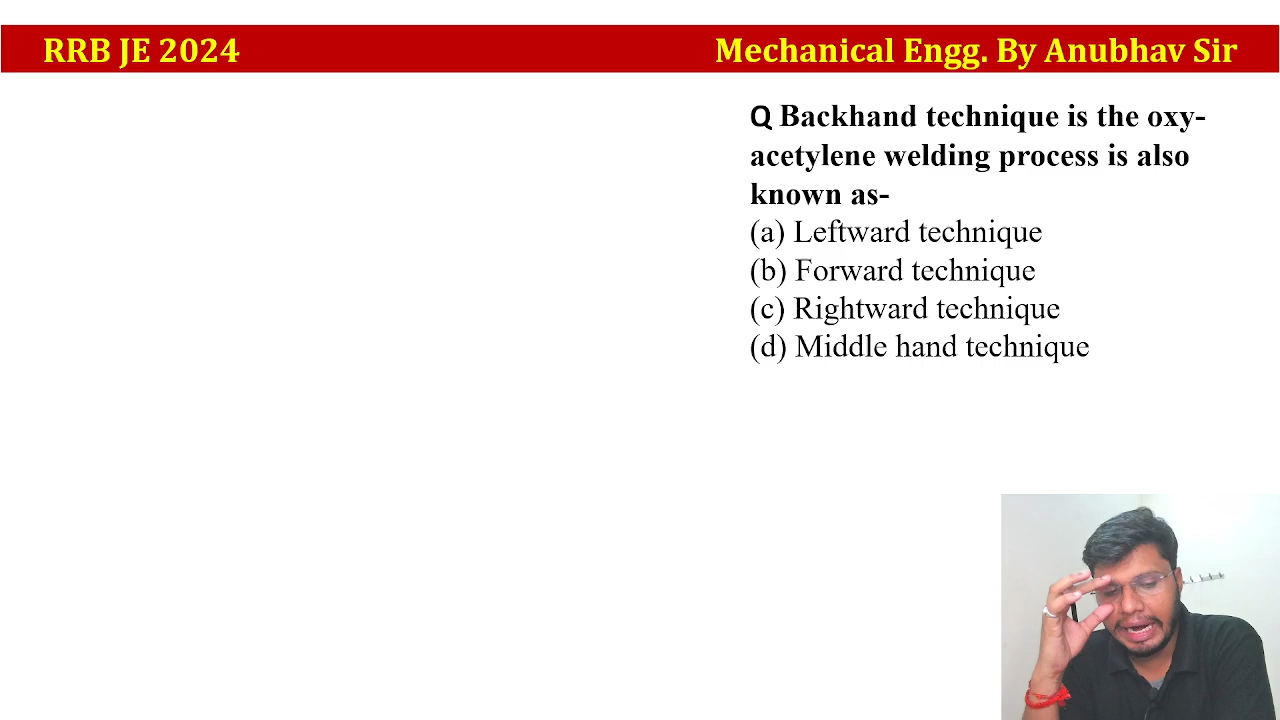 RRB JE 2024
Mechanical Engg. By Anubhav Sir
Q Backhand technique is the oxy-
acetylene welding process is also
known as-
(a) Leftward technique
(b) Forward technique
(c) Rightward technique
(d) Middle hand technique